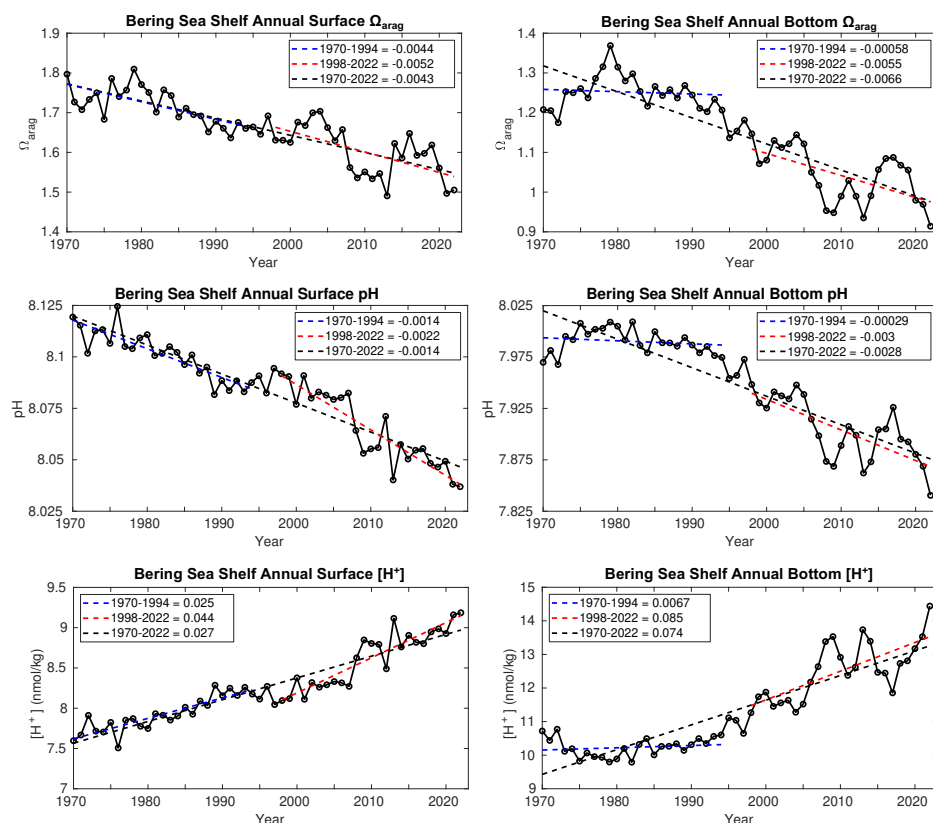 Bering Sea Shelf Annual Surface Ω_arag
1.9
1.8
1.7
1.6
1.5
1.4
Ω_arag
1970-1994 = -0.0044
1998-2022 = -0.0052
1970-2022 = -0.0043
1970 1980 1990 2000 2010 2020
Year
Bering Sea Shelf Annual Bottom Ω_arag
1.4
1.3
1.2
1.1
1
0.9
Ω_arag
1970-1994 = -0.00058
1998-2022 = -0.0055
1970-2022 = -0.0066
1970 1980 1990 2000 2010 2020
Year
Bering Sea Shelf Annual Surface pH
8.125
8.1
8.075
8.05
8.025
pH
1970-1994 = -0.0014
1998-2022 = -0.0022
1970-2022 = -0.0014
1970 1980 1990 2000 2010 2020
Year
Bering Sea Shelf Annual Bottom pH
8.025
7.975
7.925
7.875
7.825
pH
1970-1994 = -0.00029
1998-2022 = -0.003
1970-2022 = -0.0028
1970 1980 1990 2000 2010 2020
Year
Bering Sea Shelf Annual Surface [H⁺]
9.5
9
8.5
8
7.5
7
[H⁺] (nmol/kg)
1970-1994 = 0.025
1998-2022 = 0.044
1970-2022 = 0.027
1970 1980 1990 2000 2010 2020
Year
Bering Sea Shelf Annual Bottom [H⁺]
15
14
13
12
11
10
9
[H⁺] (nmol/kg)
1970-1994 = 0.0067
1998-2022 = 0.085
1970-2022 = 0.074
1970 1980 1990 2000 2010 2020
Year